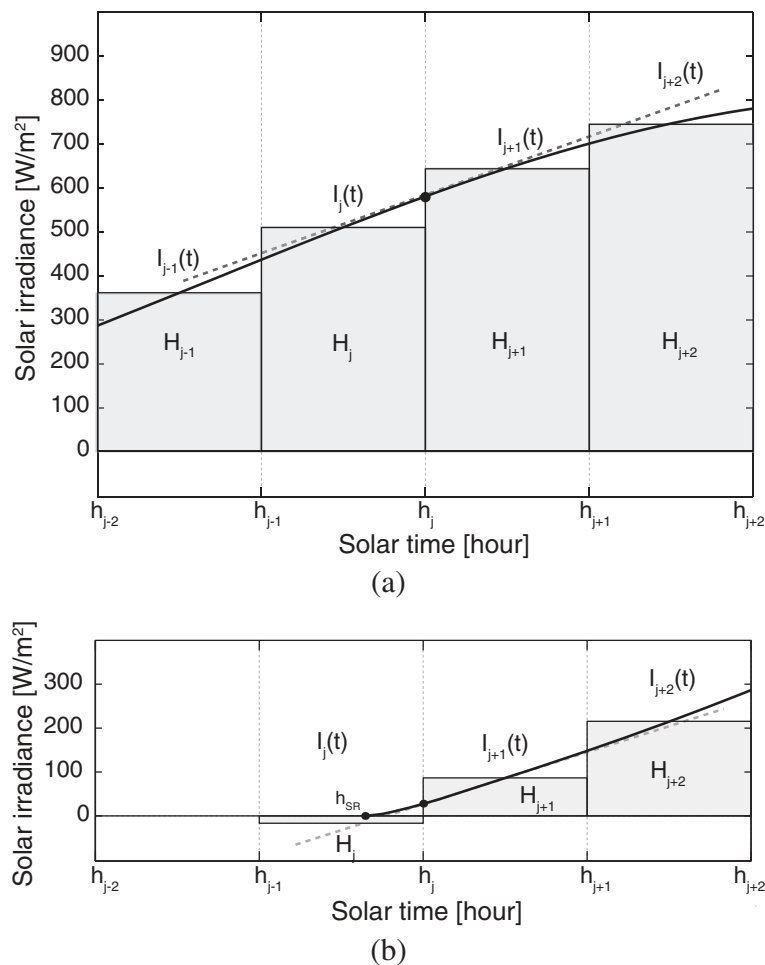 Solar irradiance [W/m²]
900
800
700
600
500
400
300
200
100
0
I_{j-1}(t)
I_j(t)
I_{j+1}(t)
I_{j+2}(t)
H_{j-1}
H_j
H_{j+1}
H_{j+2}
h_{j-2}
h_{j-1}
h_j
h_{j+1}
h_{j+2}
Solar time [hour]
(a)
Solar irradiance [W/m²]
300
200
100
0
I_j(t)
I_{j+1}(t)
I_{j+2}(t)
h_{SR}
H_j
H_{j+1}
H_{j+2}
h_{j-2}
h_{j-1}
h_j
h_{j+1}
h_{j+2}
Solar time [hour]
(b)